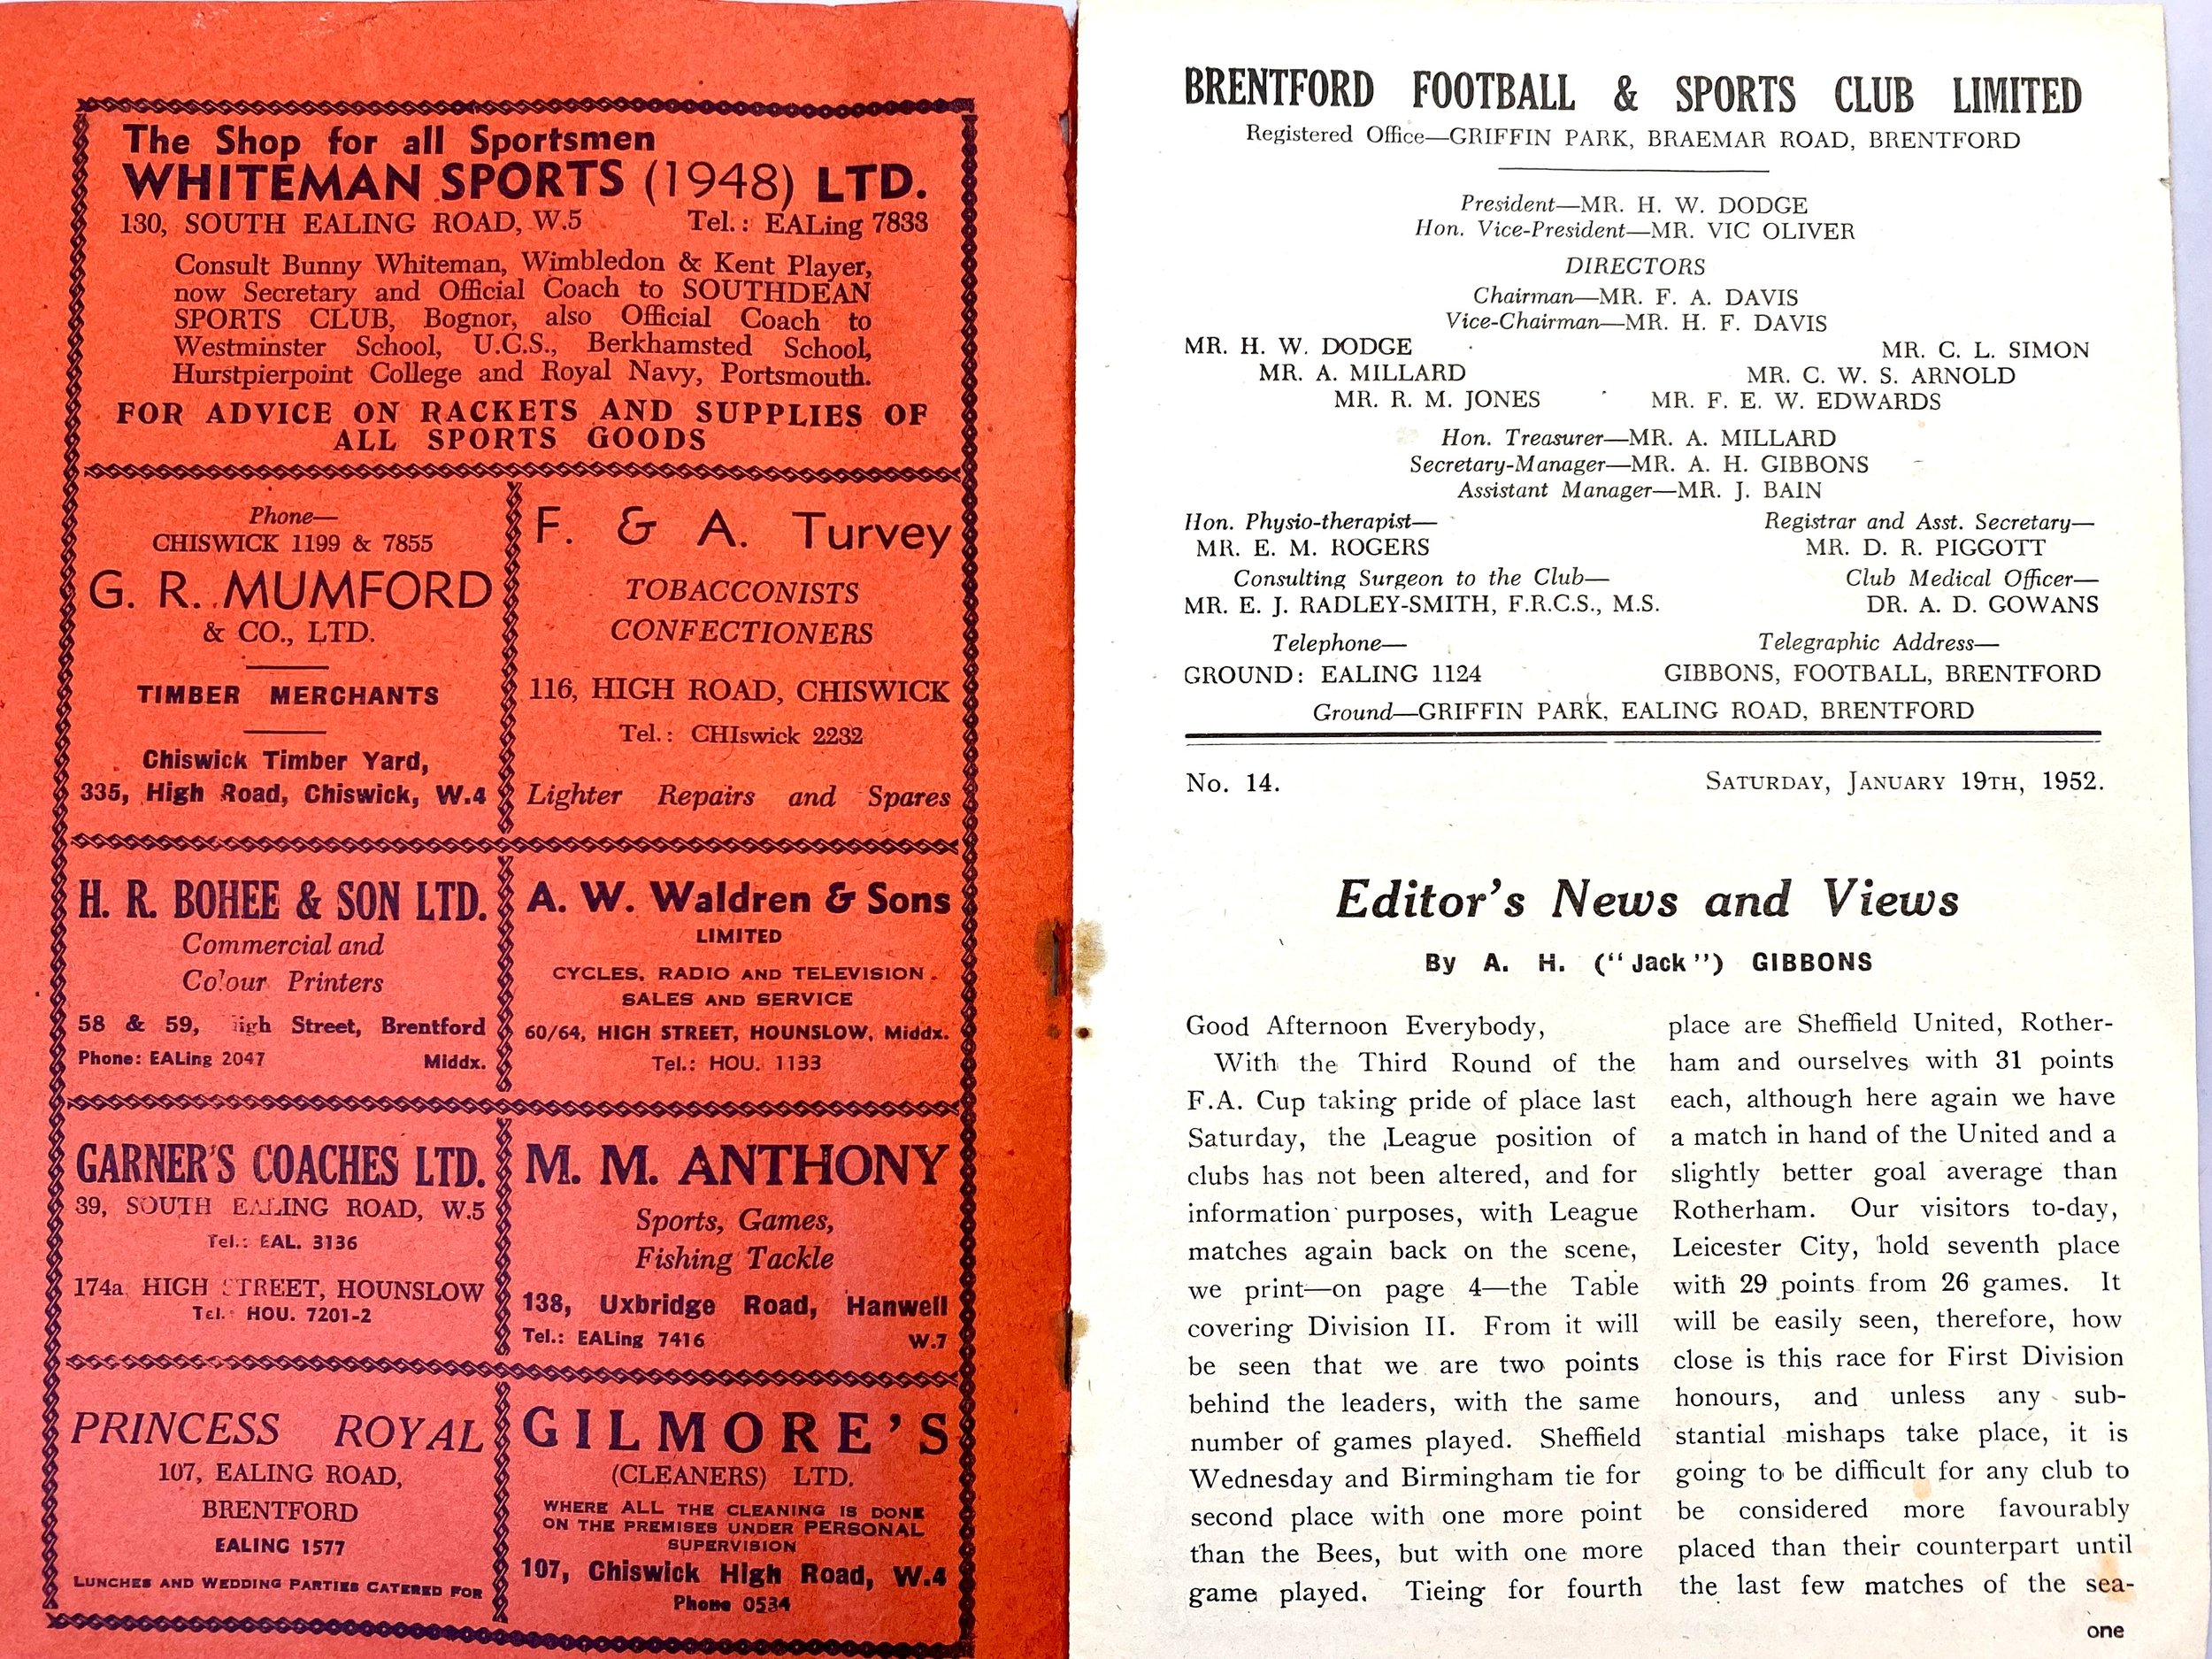 The Shop for all Sportsmen
WHITEMAN SPORTS (1948) LTD.
130, SOUTH EALING ROAD, W.5 Tel.: EALing 7833
Consult Bunny Whiteman, Wimbledon & Kent Player,
now Secretary and Official Coach to SOUTHDEAN
SPORTS CLUB, Bognor, also Official Coach to
Westminster School, U.C.S., Berkhamsted School,
Hurstpierpoint College and Royal Navy, Portsmouth.
FOR ADVICE ON RACKETS AND SUPPLIES OF
ALL SPORTS GOODS
Phone—
CHISWICK 1199 & 7855
G. R. MUMFORD
& CO., LTD.
TIMBER MERCHANTS
Chiswick Timber Yard,
335, High Road, Chiswick, W.4
F. & A. Turvey
TOBACCONISTS
CONFECTIONERS
116, HIGH ROAD, CHISWICK
Tel.: CHIswick 2232
Lighter Repairs and Spares
H. R. BOHEE & SON LTD.
Commercial and
Colour Printers
58 & 59, High Street, Brentford
Phone: EALing 2047 Middx.
A. W. Waldren & Sons
LIMITED
CYCLES, RADIO AND TELEVISION
SALES AND SERVICE
60/64, HIGH STREET, HOUNSLOW, Middx.
Tel.: HOU. 1133
GARNER'S COACHES LTD.
39, SOUTH EALING ROAD, W.5
Tel.: EAL. 3136
174a HIGH STREET, HOUNSLOW
Tel.: HOU. 7201-2
M. M. ANTHONY
Sports, Games,
Fishing Tackle
138, Uxbridge Road, Hanwell
Tel.: EALing 7416 W.7
PRINCESS ROYAL
107, EALING ROAD,
BRENTFORD
EALING 1577
LUNCHES AND WEDDING PARTIES CATERED FOR
GILMORE'S
(CLEANERS) LTD.
WHERE ALL THE CLEANING IS DONE
ON THE PREMISES UNDER PERSONAL
SUPERVISION
107, Chiswick High Road, W.4
Phone 0534
BRENTFORD FOOTBALL & SPORTS CLUB LIMITED
Registered Office—GRIFFIN PARK, BRAEMAR ROAD, BRENTFORD
President—MR. H. W. DODGE
Hon. Vice-President—MR. VIC OLIVER
DIRECTORS
Chairman—MR. F. A. DAVIS
Vice-Chairman—MR. H. F. DAVIS
MR. H. W. DODGE MR. C. L. SIMON
MR. A. MILLARD MR. C. W. S. ARNOLD
MR. R. M. JONES MR. F. E. W. EDWARDS
Hon. Treasurer—MR. A. MILLARD
Secretary-Manager—MR. A. H. GIBBONS
Assistant Manager—MR. J. BAIN
Hon. Physio-therapist— Registrar and Asst. Secretary—
MR. E. M. ROGERS MR. D. R. PIGGOTT
Consulting Surgeon to the Club— Club Medical Officer—
MR. E. J. RADLEY-SMITH, F.R.C.S., M.S. DR. A. D. GOWANS
Telephone— Telegraphic Address—
GROUND: EALING 1124 GIBBONS, FOOTBALL, BRENTFORD
Ground—GRIFFIN PARK, EALING ROAD, BRENTFORD
No. 14. SATURDAY, JANUARY 19TH, 1952.
Editor's News and Views
By A. H. ("Jack") GIBBONS
Good Afternoon Everybody,
With the Third Round of the
F.A. Cup taking pride of place last
Saturday, the League position of
clubs has not been altered, and for
information purposes, with League
matches again back on the scene,
we print—on page 4—the Table
covering Division II. From it will
be seen that we are two points
behind the leaders, with the same
number of games played. Sheffield
Wednesday and Birmingham tie for
second place with one more point
than the Bees, but with one more
game played. Tieing for fourth
place are Sheffield United, Rother-
ham and ourselves with 31 points
each, although here again we have
a match in hand of the United and a
slightly better goal average than
Rotherham. Our visitors to-day,
Leicester City, hold seventh place
with 29 points from 26 games. It
will be easily seen, therefore, how
close is this race for First Division
honours, and unless any sub-
stantial mishaps take place, it is
going to be difficult for any club to
be considered more favourably
placed than their counterpart until
the last few matches of the sea-
one